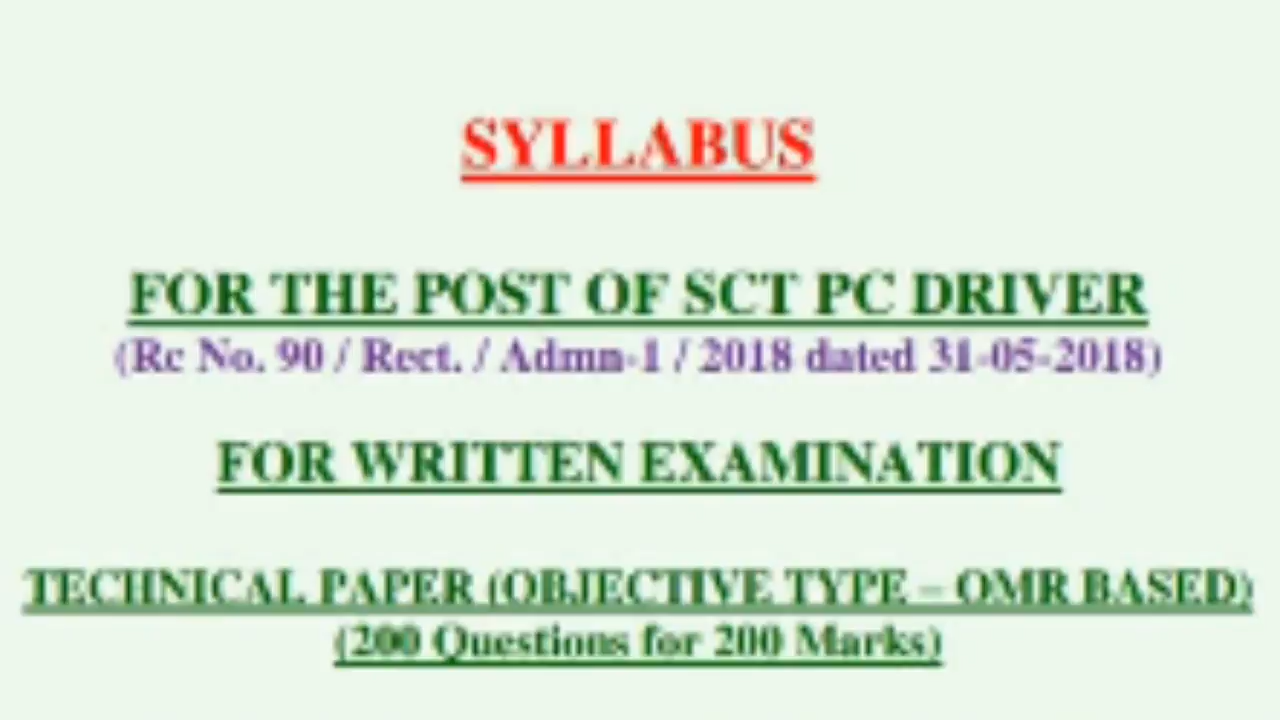 SYLLABUS
FOR THE POST OF SCT PC DRIVER
(Rc No. 90 / Rect. / Admn-1 / 2018 dated 31-05-2018)
FOR WRITTEN EXAMINATION
TECHNICAL PAPER (OBJECTIVE TYPE – OMR BASED)
(200 Questions for 200 Marks)